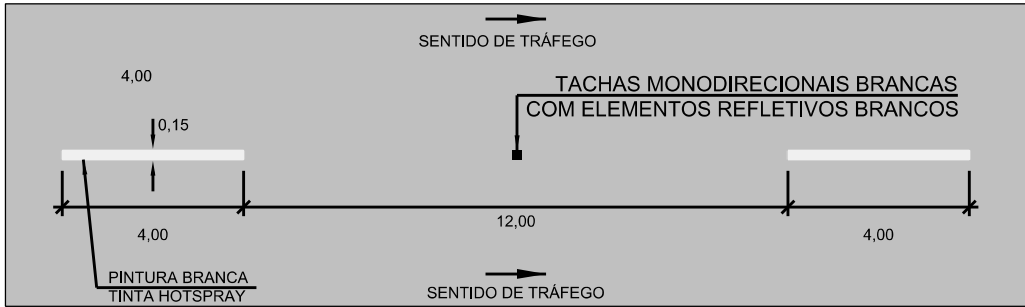 SENTIDO DE TRÁFEGO
4,00
TACHAS MONODIRECIONAIS BRANCAS
COM ELEMENTOS REFLETIVOS BRANCOS
0,15
4,00
12,00
4,00
PINTURA BRANCA
TINTA HOTSPRAY
SENTIDO DE TRÁFEGO